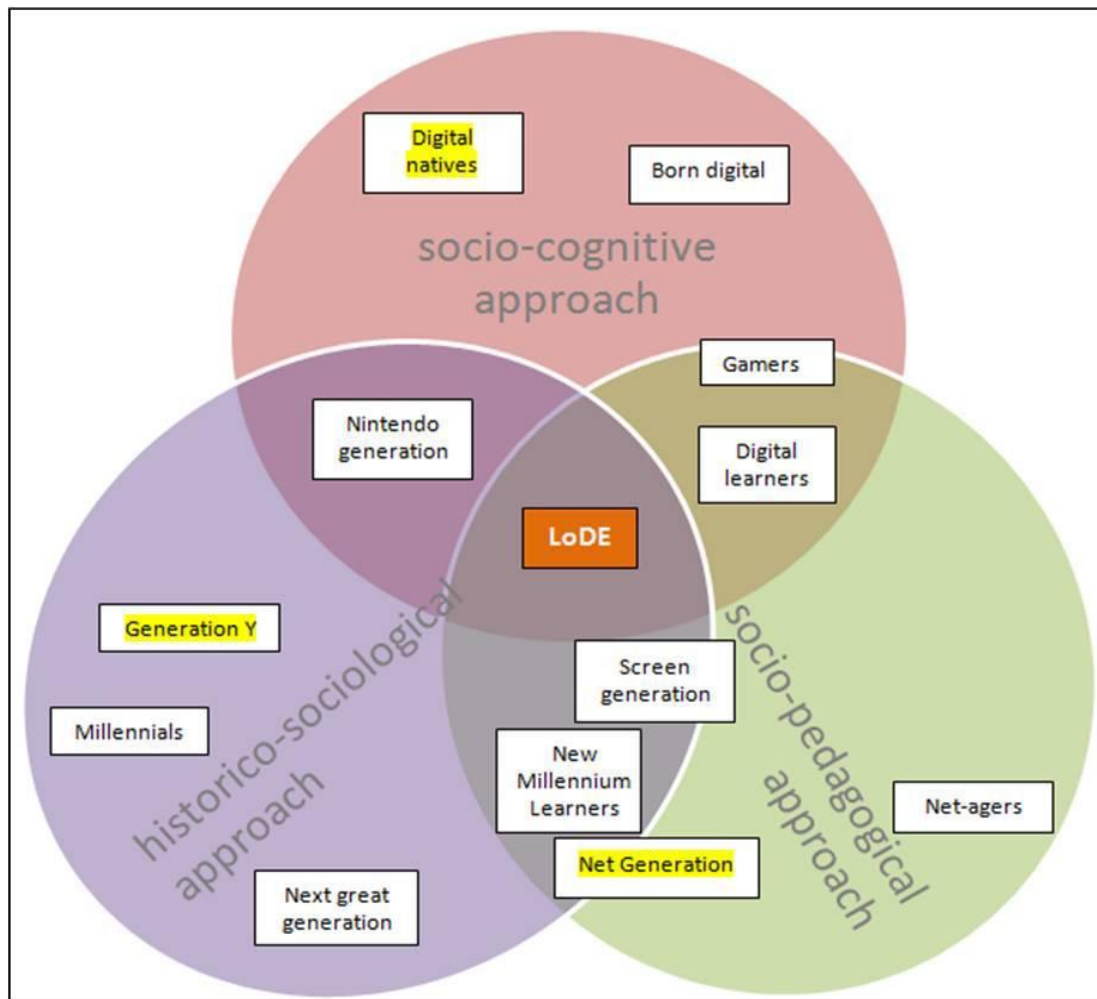 Digital
natives
Born digital
socio-cognitive
approach
Gamers
Nintendo
generation
Digital
learners
LoDE
Generation Y
Screen
generation
Millennials
historico-sociological
approach
New
Millennium
Learners
socio-pedagogical
approach
Net-agers
Net Generation
Next great
generation